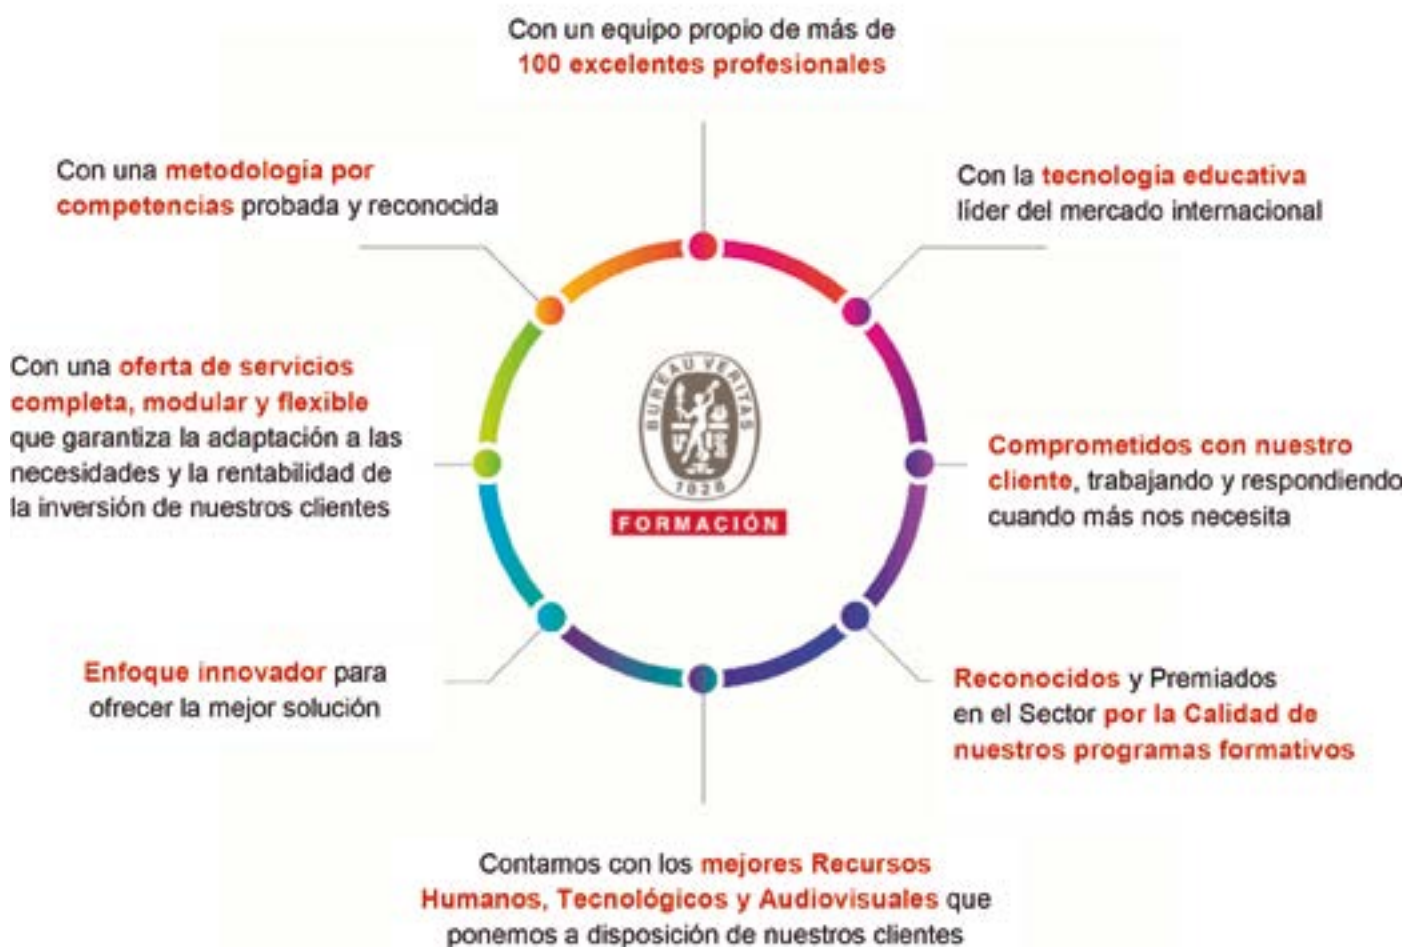 Con un equipo propio de más de
100 excelentes profesionales
Con una metodología por
competencias probada y reconocida
Con la tecnología educativa
líder del mercado internacional
Con una oferta de servicios
completa, modular y flexible
que garantiza la adaptación a las
necesidades y la rentabilidad de
la inversión de nuestros clientes
BUREAU VERITAS
1828
FORMACIÓN
Comprometidos con nuestro
cliente, trabajando y respondiendo
cuando más nos necesita
Enfoque innovador para
ofrecer la mejor solución
Reconocidos y Premiados
en el Sector por la Calidad de
nuestros programas formativos
Contamos con los mejores Recursos
Humanos, Tecnológicos y Audiovisuales que
ponemos a disposición de nuestros clientes